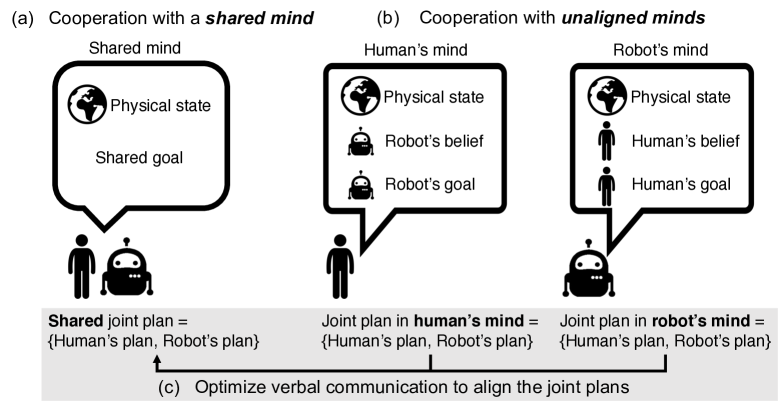 (a) Cooperation with a shared mind
Shared mind
Physical state
Shared goal
(b) Cooperation with unaligned minds
Human's mind
Physical state
Robot's belief
Robot's goal
Robot's mind
Physical state
Human's belief
Human's goal
Shared joint plan =
{Human's plan, Robot's plan}
Joint plan in human's mind =
{Human's plan, Robot's plan}
Joint plan in robot's mind =
{Human's plan, Robot's plan}
(c) Optimize verbal communication to align the joint plans